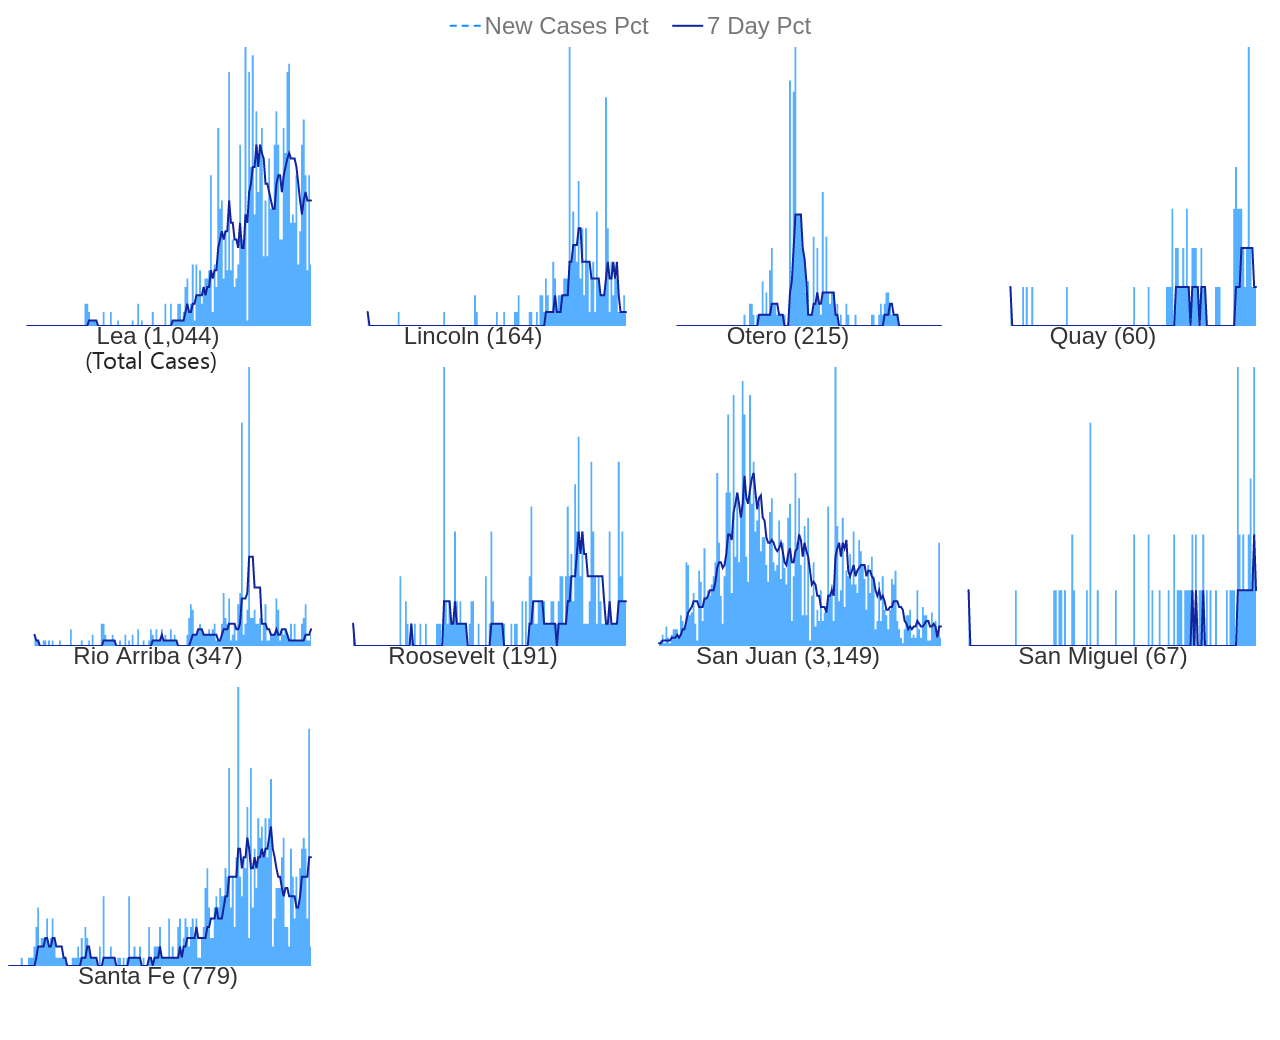 New Cases Pct 7 Day Pct
Lea (1,044) Lincoln (164) Otero (215) Quay (60)
(Total Cases)
Rio Arriba (347) Roosevelt (191) San Juan (3,149) San Miguel (67)
Santa Fe (779)